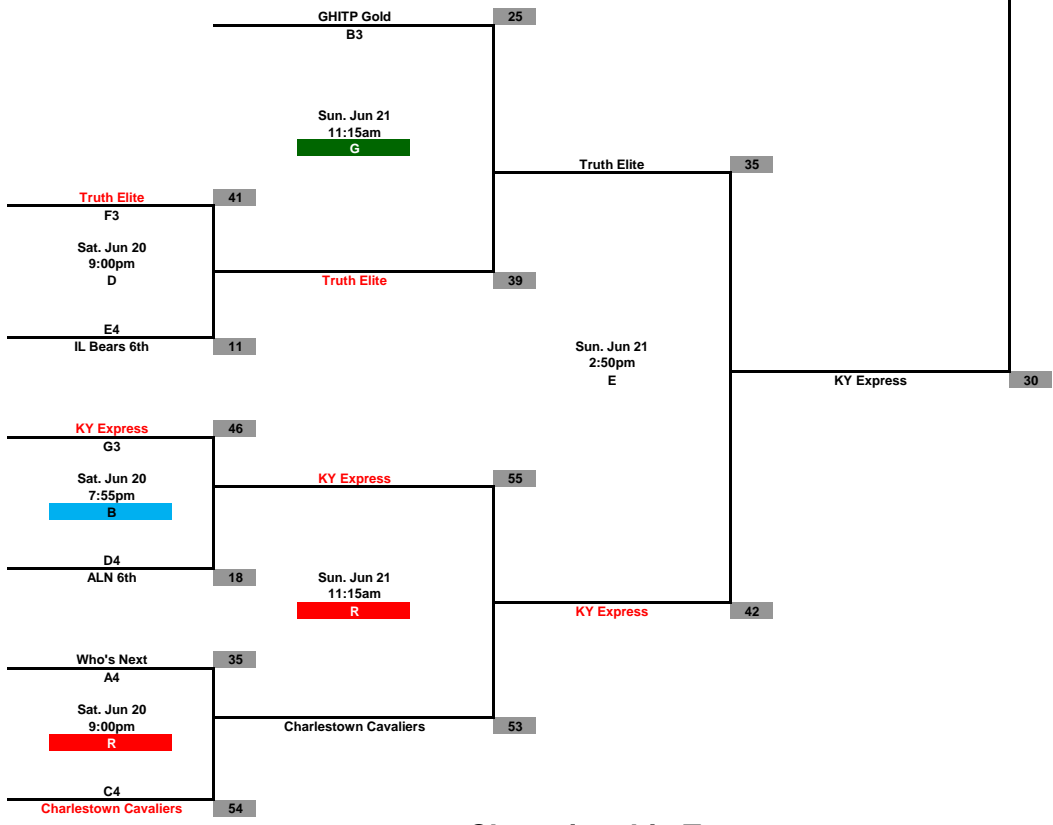 GHITP Gold 25
B3
Sun. Jun 21
11:15am
G
Truth Elite 35
Truth Elite 41
F3
Sat. Jun 20
9:00pm
D
Truth Elite 39
E4
IL Bears 6th 11
Sun. Jun 21
2:50pm
E
KY Express 30
KY Express 46
G3
Sat. Jun 20
7:55pm
B
KY Express 55
D4
ALN 6th 18
Sun. Jun 21
11:15am
R
KY Express 42
Who's Next 35
A4
Sat. Jun 20
9:00pm
R
Charlestown Cavaliers 53
C4
Charlestown Cavaliers 54